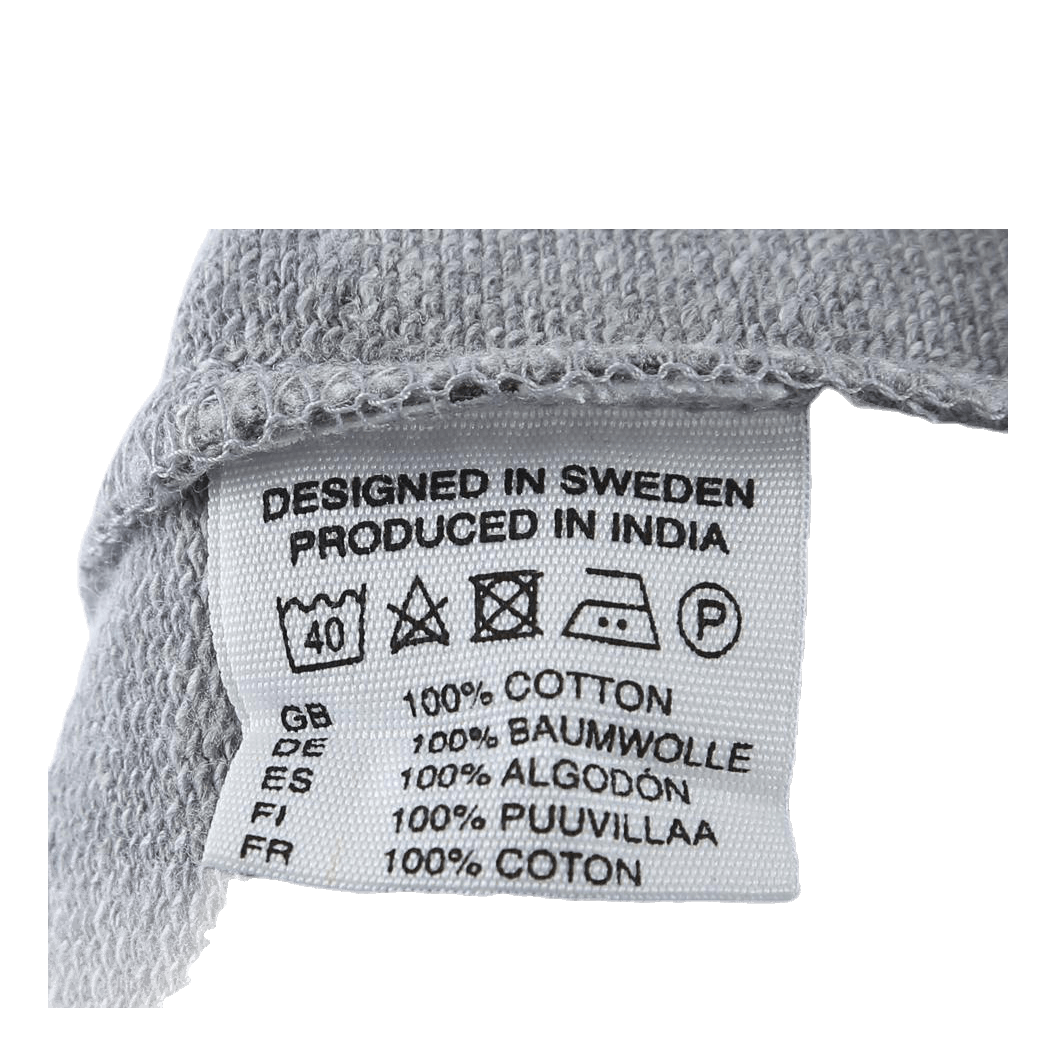 DESIGNED IN SWEDEN
PRODUCED IN INDIA
40 P
GB 100% COTTON
DE 100% BAUMWOLLE
ES 100% ALGODÓN
FI 100% PUUVILLAA
FR 100% COTON